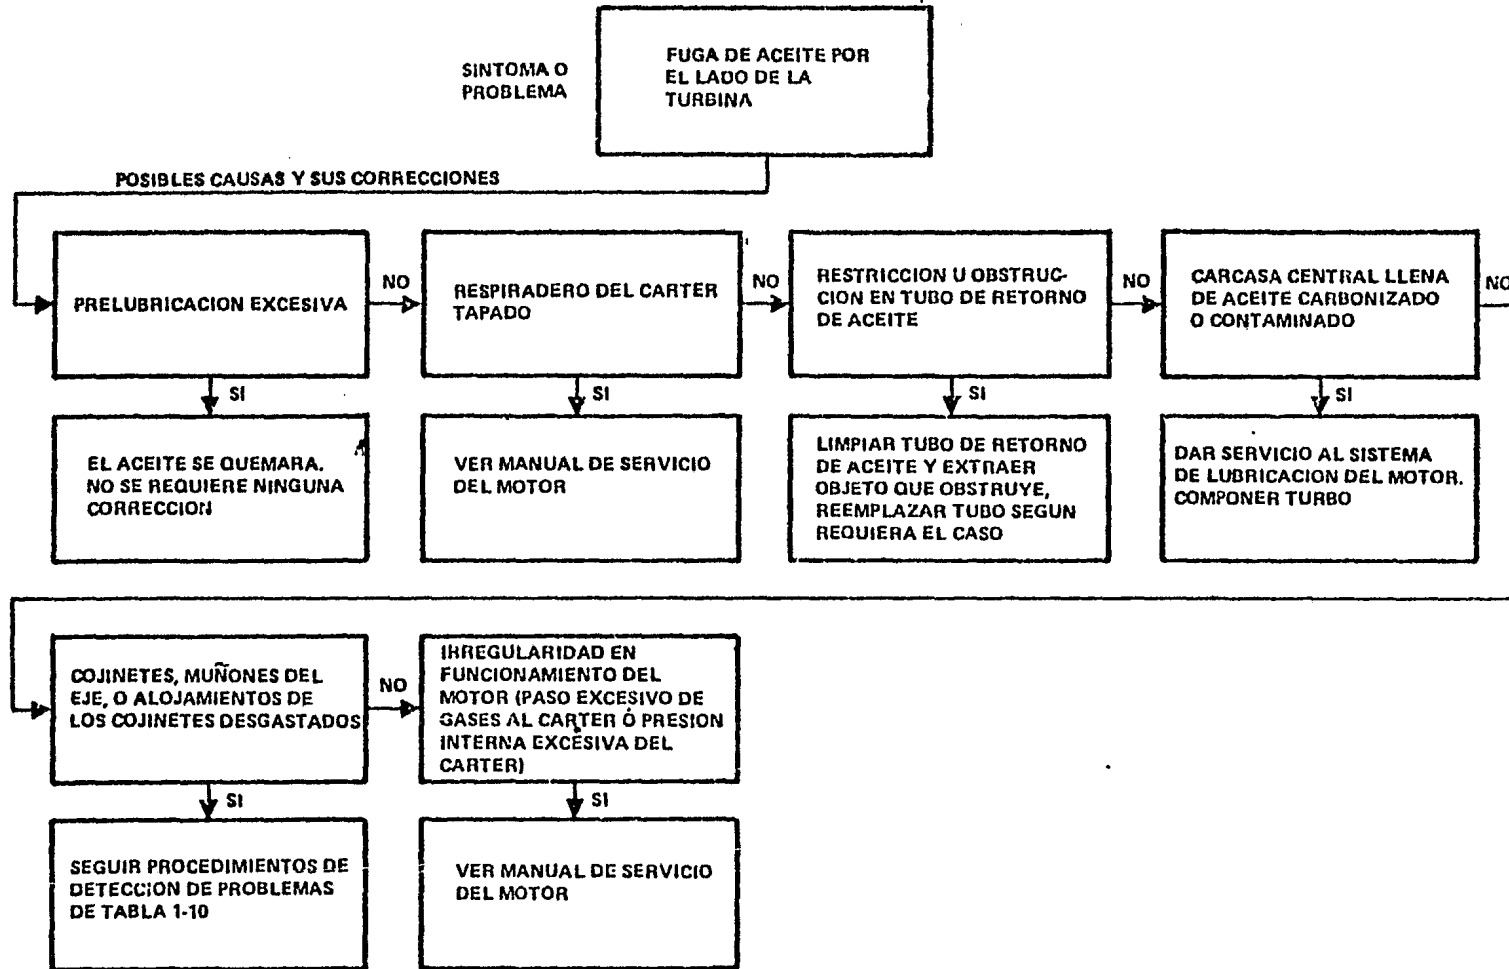 SINTOMA O
PROBLEMA
FUGA DE ACEITE POR
EL LADO DE LA
TURBINA
POSIBLES CAUSAS Y SUS CORRECCIONES
PRELUBRICACION EXCESIVA
NO
RESPIRADERO DEL CARTER
TAPADO
NO
RESTRICCION U OBSTRUC-
CION EN TUBO DE RETORNO
DE ACEITE
NO
CARCASA CENTRAL LLENA
DE ACEITE CARBONIZADO
O CONTAMINADO
NO
SI
SI
SI
SI
EL ACEITE SE QUEMARA.
NO SE REQUIERE NINGUNA
CORRECCION
VER MANUAL DE SERVICIO
DEL MOTOR
LIMPIAR TUBO DE RETORNO
DE ACEITE Y EXTRAER
OBJETO QUE OBSTRUYE,
REEMPLAZAR TUBO SEGUN
REQUIERA EL CASO
DAR SERVICIO AL SISTEMA
DE LUBRICACION DEL MOTOR.
COMPONER TURBO
COJINETES, MUÑONES DEL
EJE, O ALOJAMIENTOS DE
LOS COJINETES DESGASTADOS
NO
IRREGULARIDAD EN
FUNCIONAMIENTO DEL
MOTOR (PASO EXCESIVO DE
GASES AL CARTER Ó PRESION
INTERNA EXCESIVA DEL
CARTER)
SI
SI
SEGUIR PROCEDIMIENTOS DE
DETECCION DE PROBLEMAS
DE TABLA 1-10
VER MANUAL DE SERVICIO
DEL MOTOR